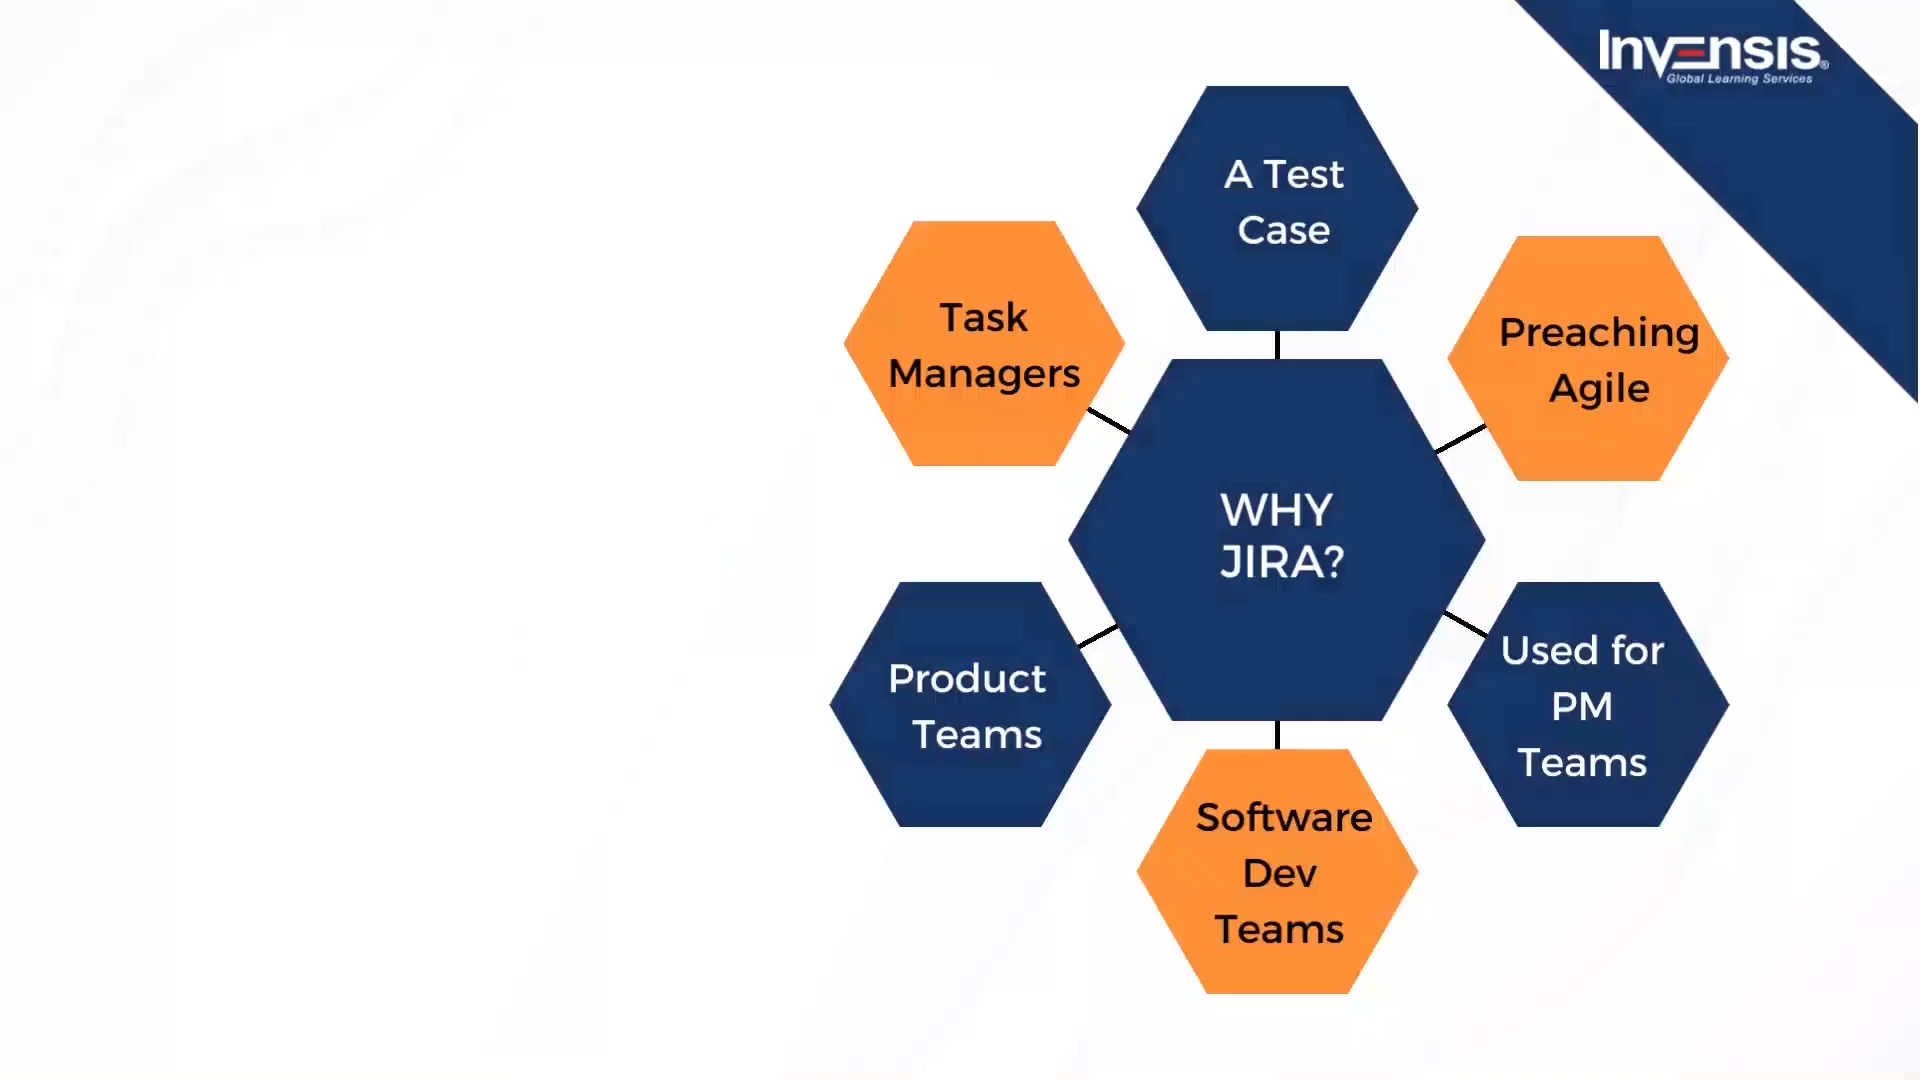 Invensis®
Global Learning Services
A Test
Case
Task
Managers
Preaching
Agile
WHY
JIRA?
Product
Teams
Used for
PM
Teams
Software
Dev
Teams